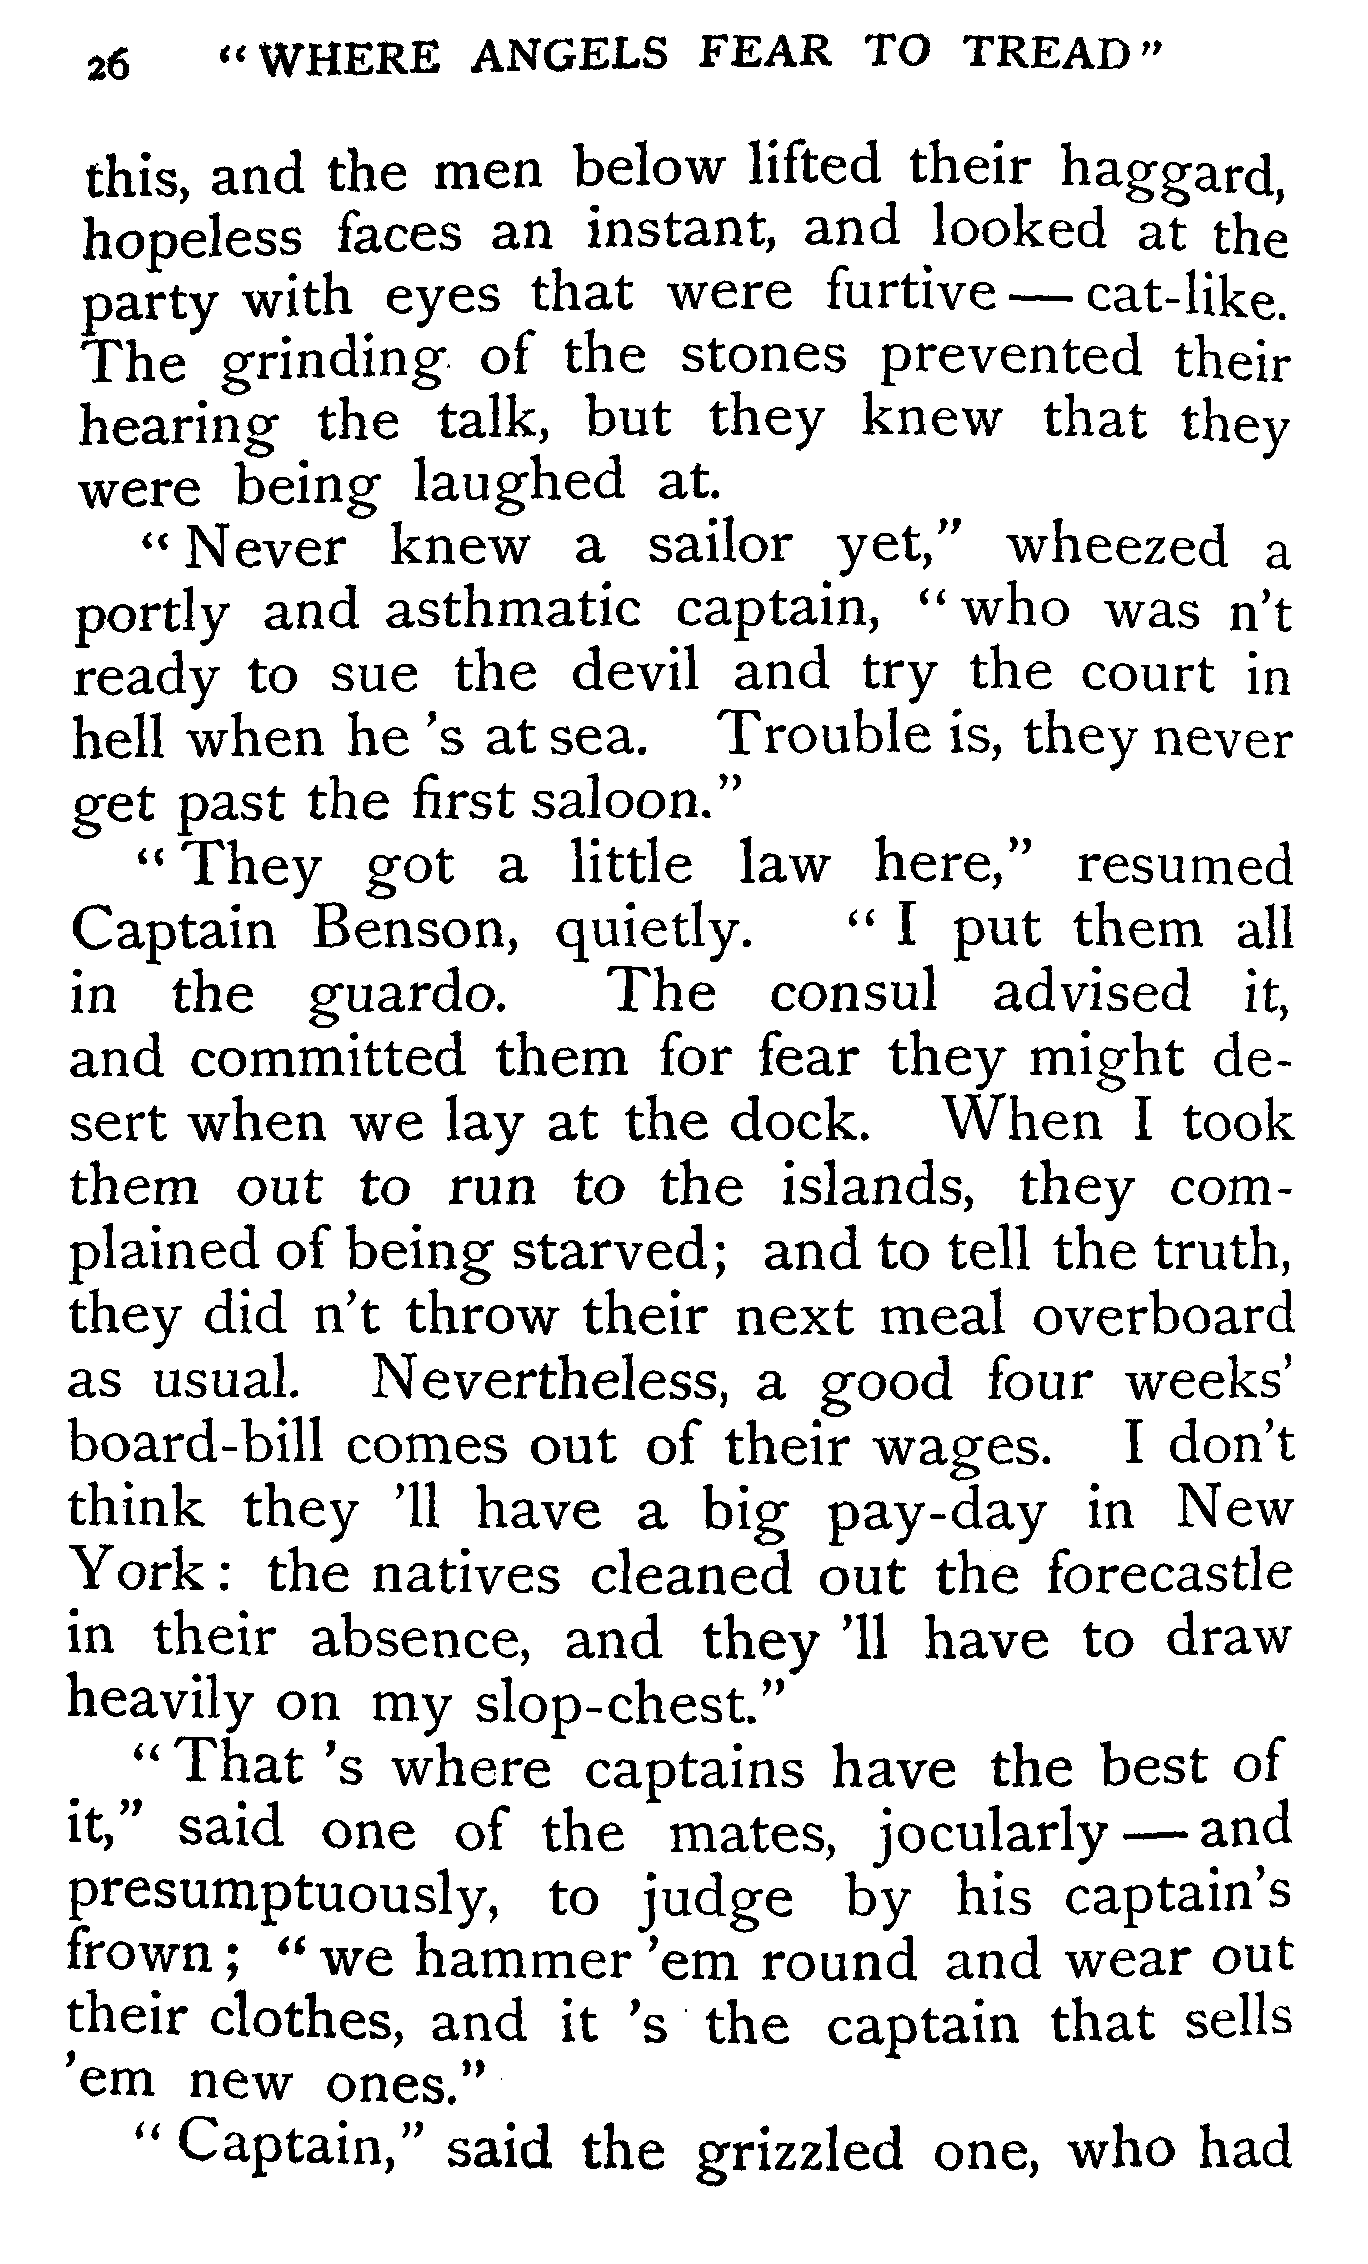 26 “WHERE ANGELS FEAR TO TREAD”
this, and the men below lifted their haggard,
hopeless faces an instant, and looked at the
party with eyes that were furtive — cat-like.
The grinding of the stones prevented their
hearing the talk, but they knew that they
were being laughed at.
“Never knew a sailor yet,” wheezed a
portly and asthmatic captain, “who was n’t
ready to sue the devil and try the court in
hell when he ’s at sea. Trouble is, they never
get past the first saloon.”
“They got a little law here,” resumed
Captain Benson, quietly. “I put them all
in the guardo. The consul advised it,
and committed them for fear they might de-
sert when we lay at the dock. When I took
them out to run to the islands, they com-
plained of being starved; and to tell the truth,
they did n’t throw their next meal overboard
as usual. Nevertheless, a good four weeks’
board-bill comes out of their wages. I don’t
think they ’ll have a big pay-day in New
York: the natives cleaned out the forecastle
in their absence, and they ’ll have to draw
heavily on my slop-chest.”
“That ’s where captains have the best of
it,” said one of the mates, jocularly — and
presumptuously, to judge by his captain’s
frown; “we hammer ’em round and wear out
their clothes, and it ’s the captain that sells
’em new ones.”
“Captain,” said the grizzled one, who had